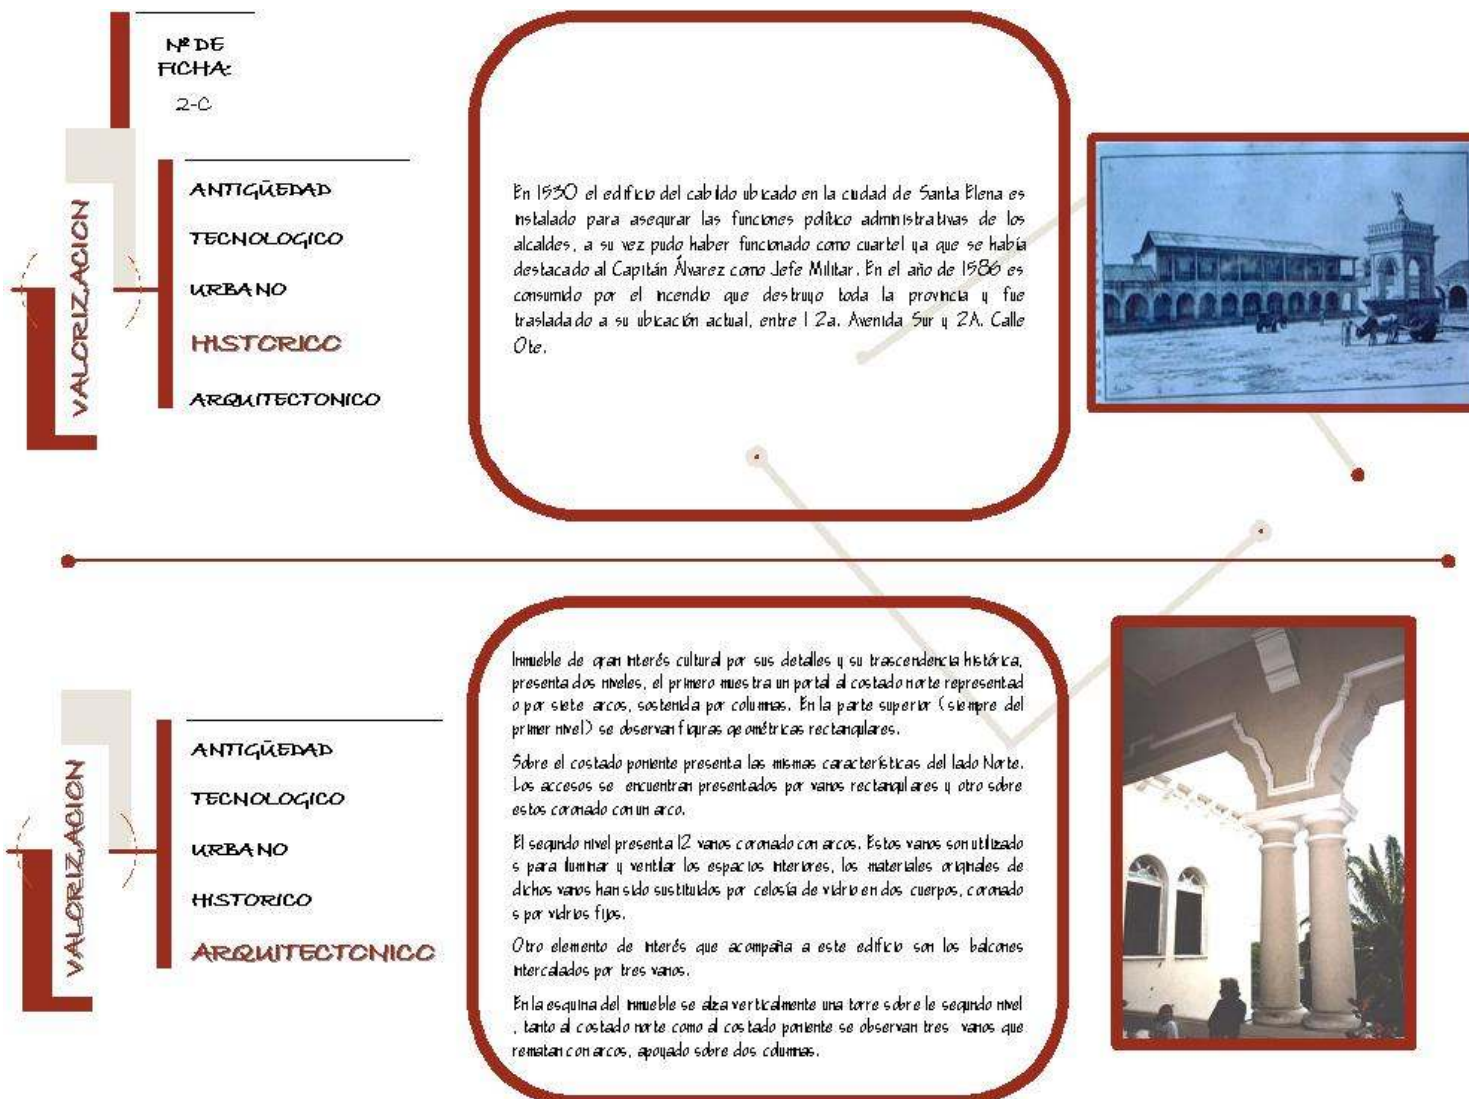 Nº DE
FICHA:
2-C
VALORIZACION
ANTIGÜEDAD
TECNOLOGICO
URBANO
HISTORICO
ARQUITECTONICO
En 1530 el edificio del cabildo ubicado en la ciudad de Santa Elena es
instalado para asegurar las funciones político administrativas de los
alcaldes, a su vez pudo haber funcionado como cuartel ya que se había
destacado al Capitán Álvarez como Jefe Militar. En el año de 1586 es
consumido por el incendio que destruyo toda la provincia y fue
trasladado a su ubicación actual, entre 1 2a. Avenida Sur y 2A. Calle
Ote.
VALORIZACION
ANTIGÜEDAD
TECNOLOGICO
URBANO
HISTORICO
ARQUITECTONICO
Inmueble de gran interés cultural por sus detalles y su trascendencia histórica,
presenta dos niveles, el primero muestra un portal al costado norte representad
o por siete arcos, sostenida por columnas. En la parte superior (siempre del
primer nivel) se observan figuras geométricas rectangulares.
Sobre el costado poniente presenta las mismas características del lado Norte.
Los accesos se encuentran presentados por vanos rectangulares y otro sobre
estos coronado con un arco.
El segundo nivel presenta 12 vanos coronado con arcos. Estos vanos son utilizado
s para iluminar y ventilar los espacios interiores, los materiales originales de
dichos vanos han sido sustituidos por celosía de vidrio en dos cuerpos, coronado
s por vidrios fijos.
Otro elemento de interés que acompaña a este edificio son los balcones
intercalados por tres vanos.
En la esquina del inmueble se alza verticalmente una torre sobre le segundo nivel
, tanto al costado norte como al costado poniente se observan tres vanos que
rematan con arcos, apoyado sobre dos columnas.